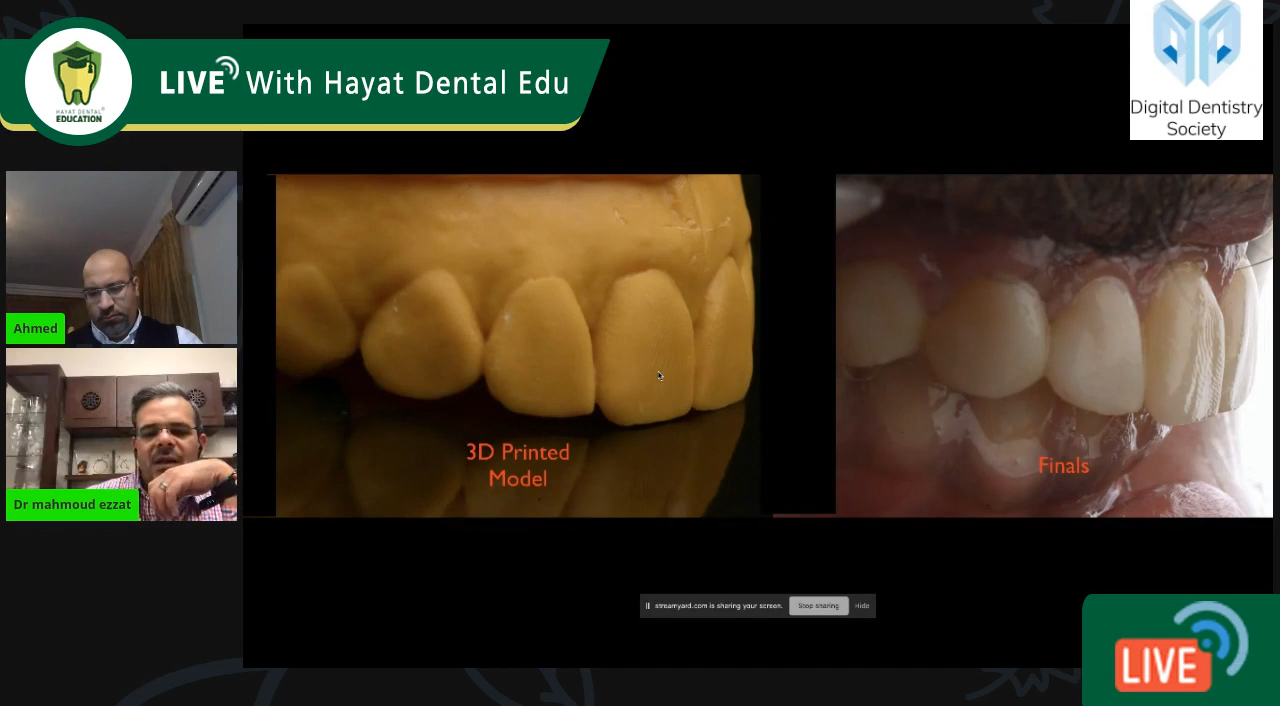 LIVE With Hayat Dental Edu
HAYAT DENTAL
EDUCATION
Digital Dentistry
Society
Ahmed
Dr mahmoud ezzat
3D Printed
Model
Finals
streamyard.com is sharing your screen.
Stop sharing
Hide
LIVE